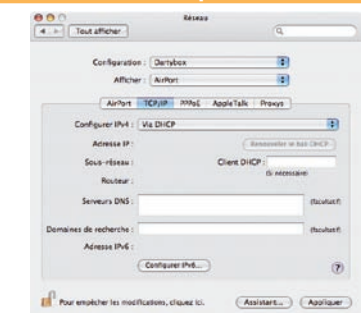 Réseau
Tout afficher
Configuration : Dartybox
Afficher : AirPort
AirPort TCP/IP PPPoE AppleTalk Proxys
Configurer IPv4 : Via DHCP
Adresse IP : Renouveler le bail DHCP
Sous-réseau : Client DHCP :
(Si nécessaire)
Routeur :
Serveurs DNS : (facultatif)
Domaines de recherche : (facultatif)
Adresse IPv6 :
Configurer IPv6... ?
Pour empêcher les modifications, cliquez ici. Assistant... Appliquer